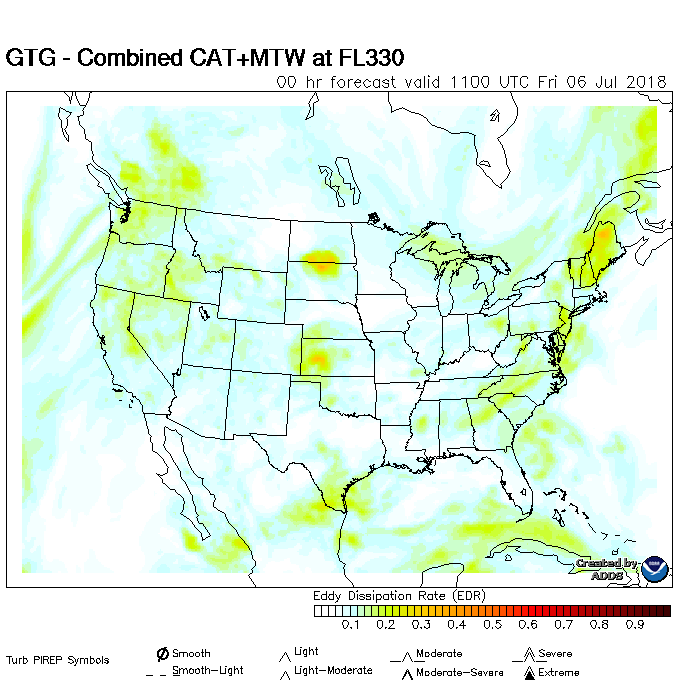 GTG - Combined CAT+MTW at FL330
00 hr forecast valid 1100 UTC Fri 06 Jul 2018
Created by
ADDS
NOAA
Eddy Dissipation Rate (EDR)
0.1 0.2 0.3 0.4 0.5 0.6 0.7 0.8 0.9
Turb PIREP Symbols
Smooth Light Moderate Severe
Smooth-Light Light-Moderate Moderate-Severe Extreme